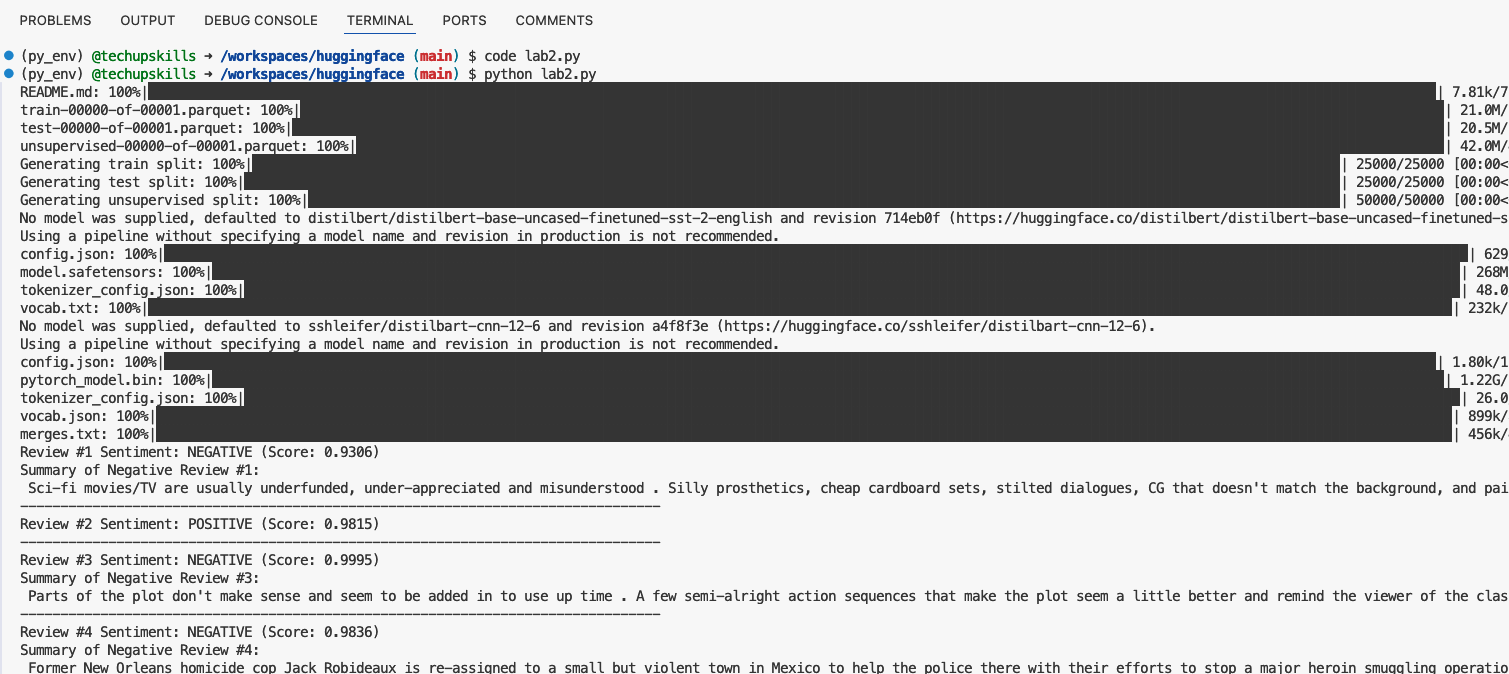 PROBLEMS OUTPUT DEBUG CONSOLE TERMINAL PORTS COMMENTS
(py_env) @techupskills ➜ /workspaces/huggingface (main) $ code lab2.py
(py_env) @techupskills ➜ /workspaces/huggingface (main) $ python lab2.py
README.md: 100%| | 7.81k/7
train-00000-of-00001.parquet: 100%| | 21.0M/
test-00000-of-00001.parquet: 100%| | 20.5M/
unsupervised-00000-of-00001.parquet: 100%| | 42.0M/
Generating train split: 100%| | 25000/25000 [00:00<
Generating test split: 100%| | 25000/25000 [00:00<
Generating unsupervised split: 100%| | 50000/50000 [00:00<
No model was supplied, defaulted to distilbert/distilbert-base-uncased-finetuned-sst-2-english and revision 714eb0f (https://huggingface.co/distilbert/distilbert-base-uncased-finetuned-s
Using a pipeline without specifying a model name and revision in production is not recommended.
config.json: 100%| | 629
model.safetensors: 100%| | 268M
tokenizer_config.json: 100%| | 48.0
vocab.txt: 100%| | 232k/
No model was supplied, defaulted to sshleifer/distilbart-cnn-12-6 and revision a4f8f3e (https://huggingface.co/sshleifer/distilbart-cnn-12-6).
Using a pipeline without specifying a model name and revision in production is not recommended.
config.json: 100%| | 1.80k/1
pytorch_model.bin: 100%| | 1.22G/
tokenizer_config.json: 100%| | 26.0
vocab.json: 100%| | 899k/
merges.txt: 100%| | 456k/
Review #1 Sentiment: NEGATIVE (Score: 0.9306)
Summary of Negative Review #1:
Sci-fi movies/TV are usually underfunded, under-appreciated and misunderstood . Silly prosthetics, cheap cardboard sets, stilted dialogues, CG that doesn't match the background, and pai
--------------------------------------------------------------------------------
Review #2 Sentiment: POSITIVE (Score: 0.9815)
--------------------------------------------------------------------------------
Review #3 Sentiment: NEGATIVE (Score: 0.9995)
Summary of Negative Review #3:
Parts of the plot don't make sense and seem to be added in to use up time . A few semi-alright action sequences that make the plot seem a little better and remind the viewer of the clas
--------------------------------------------------------------------------------
Review #4 Sentiment: NEGATIVE (Score: 0.9836)
Summary of Negative Review #4:
Former New Orleans homicide cop Jack Robideaux is re-assigned to a small but violent town in Mexico to help the police there with their efforts to stop a major heroin smuggling operatio